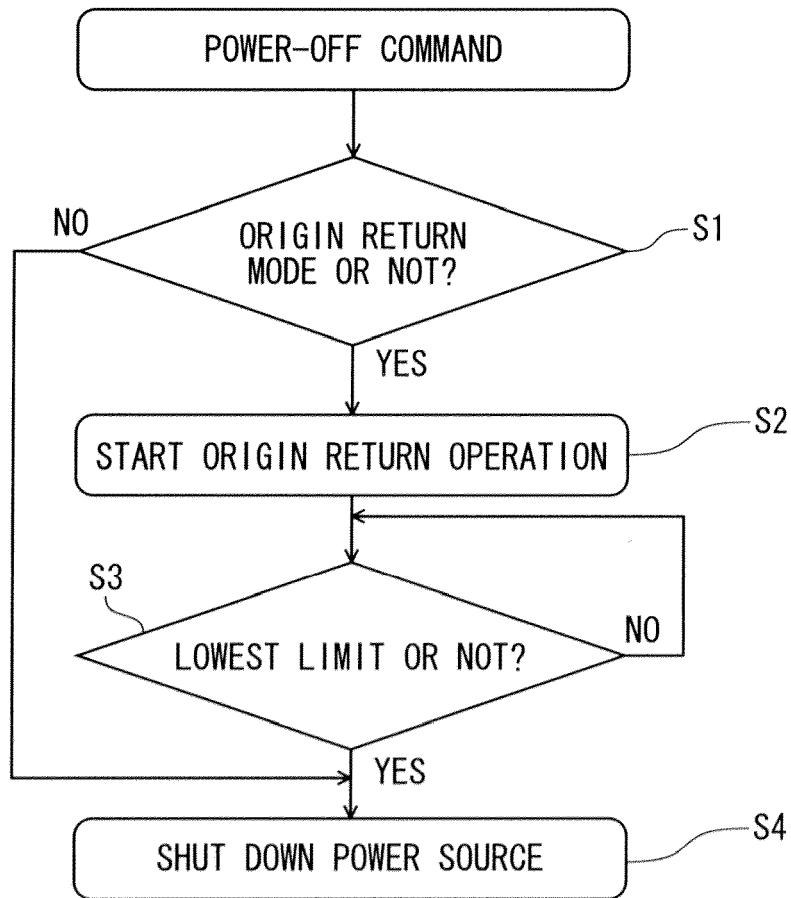 POWER-OFF COMMAND
NO
ORIGIN RETURN
MODE OR NOT?
S1
YES
S2
START ORIGIN RETURN OPERATION
S3
NO
LOWEST LIMIT OR NOT?
YES
S4
SHUT DOWN POWER SOURCE